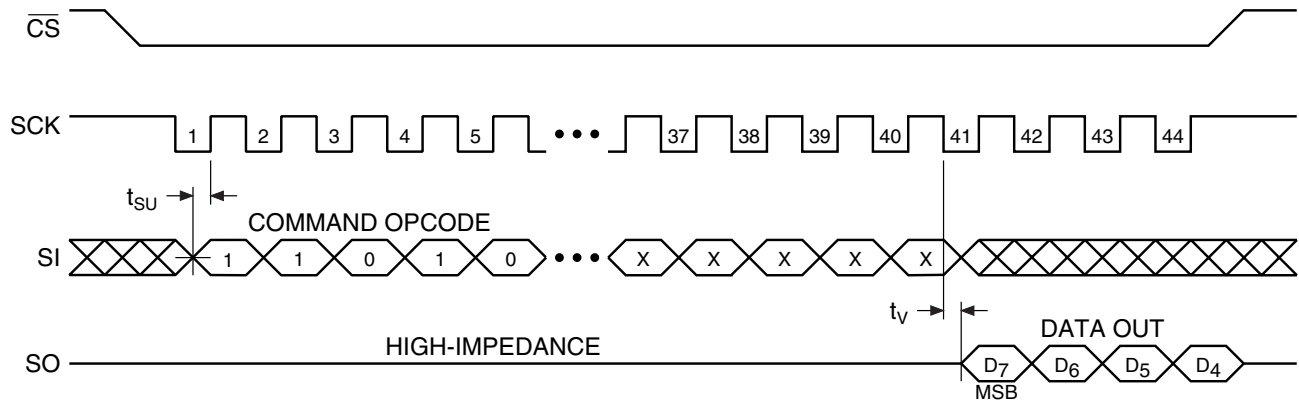 CS
SCK 1 2 3 4 5 ••• 37 38 39 40 41 42 43 44
tSU
COMMAND OPCODE
SI 1 1 0 1 0 ••• X X X X X
tV
DATA OUT
HIGH-IMPEDANCE
SO D7 D6 D5 D4
MSB